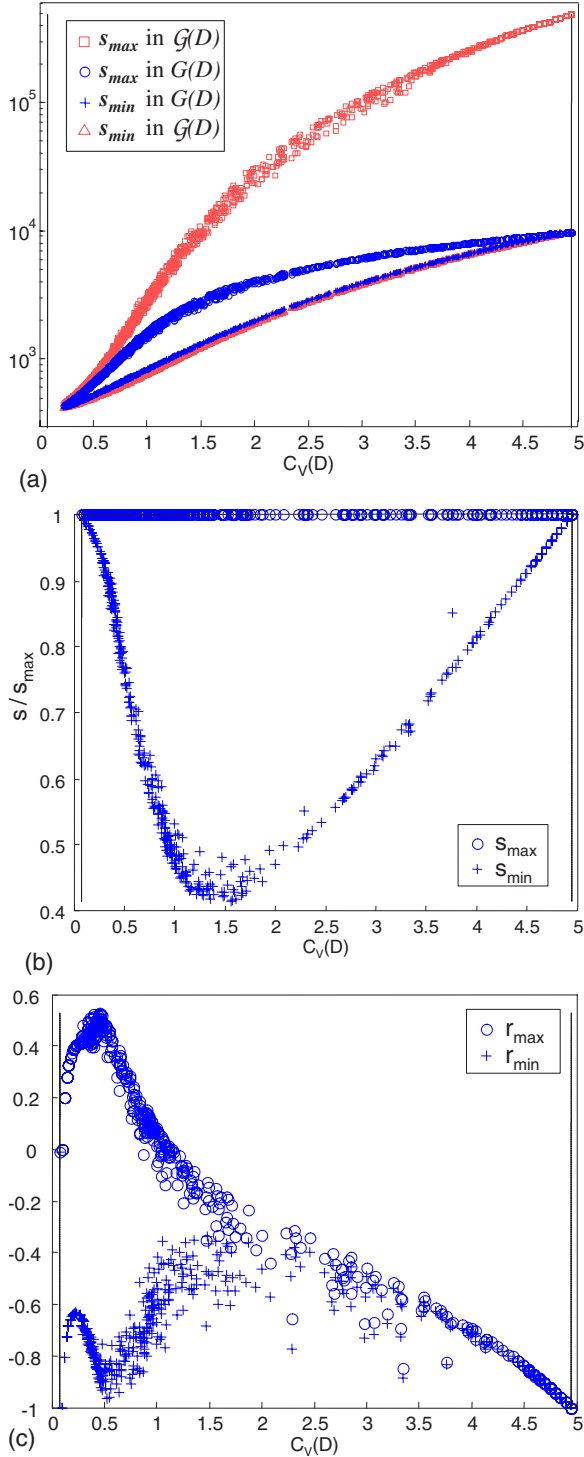 s_max in 𝒢(D)
s_max in G(D)
s_min in G(D)
s_min in 𝒢(D)
10^5
10^4
10^3
0 0.5 1 1.5 2 2.5 3 3.5 4 4.5 5
C_V(D)
(a)
1
0.9
0.8
0.7
0.6
0.5
0.4
s / s_max
s_max
s_min
0 0.5 1 1.5 2 2.5 3 3.5 4 4.5 5
C_V(D)
(b)
0.6
0.4
0.2
0
-0.2
-0.4
-0.6
-0.8
-1
r_max
r_min
0 0.5 1 1.5 2 2.5 3 3.5 4 4.5 5
C_V(D)
(c)